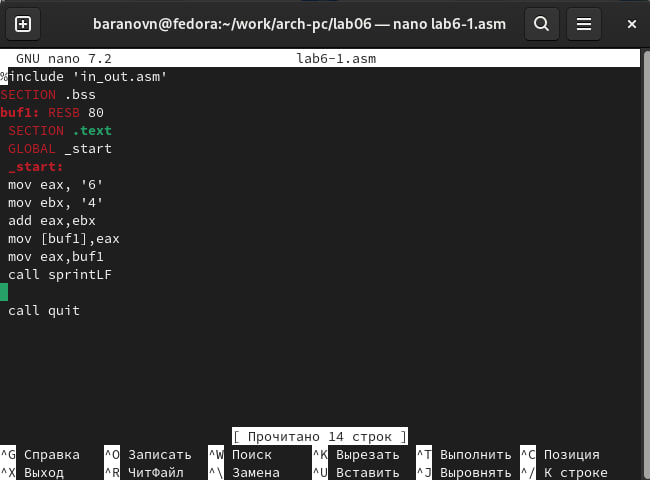 baranovn@fedora:~/work/arch-pc/lab06 — nano lab6-1.asm
GNU nano 7.2 lab6-1.asm
%include 'in_out.asm'
SECTION .bss
buf1: RESB 80
SECTION .text
GLOBAL _start
_start:
mov eax, '6'
mov ebx, '4'
add eax,ebx
mov [buf1],eax
mov eax,buf1
call sprintLF
call quit
[ Прочитано 14 строк ]
^G Справка ^O Записать ^W Поиск ^K Вырезать ^T Выполнить ^C Позиция
^X Выход ^R ЧитФайл ^\ Замена ^U Вставить ^J Выровнять ^/ К строке